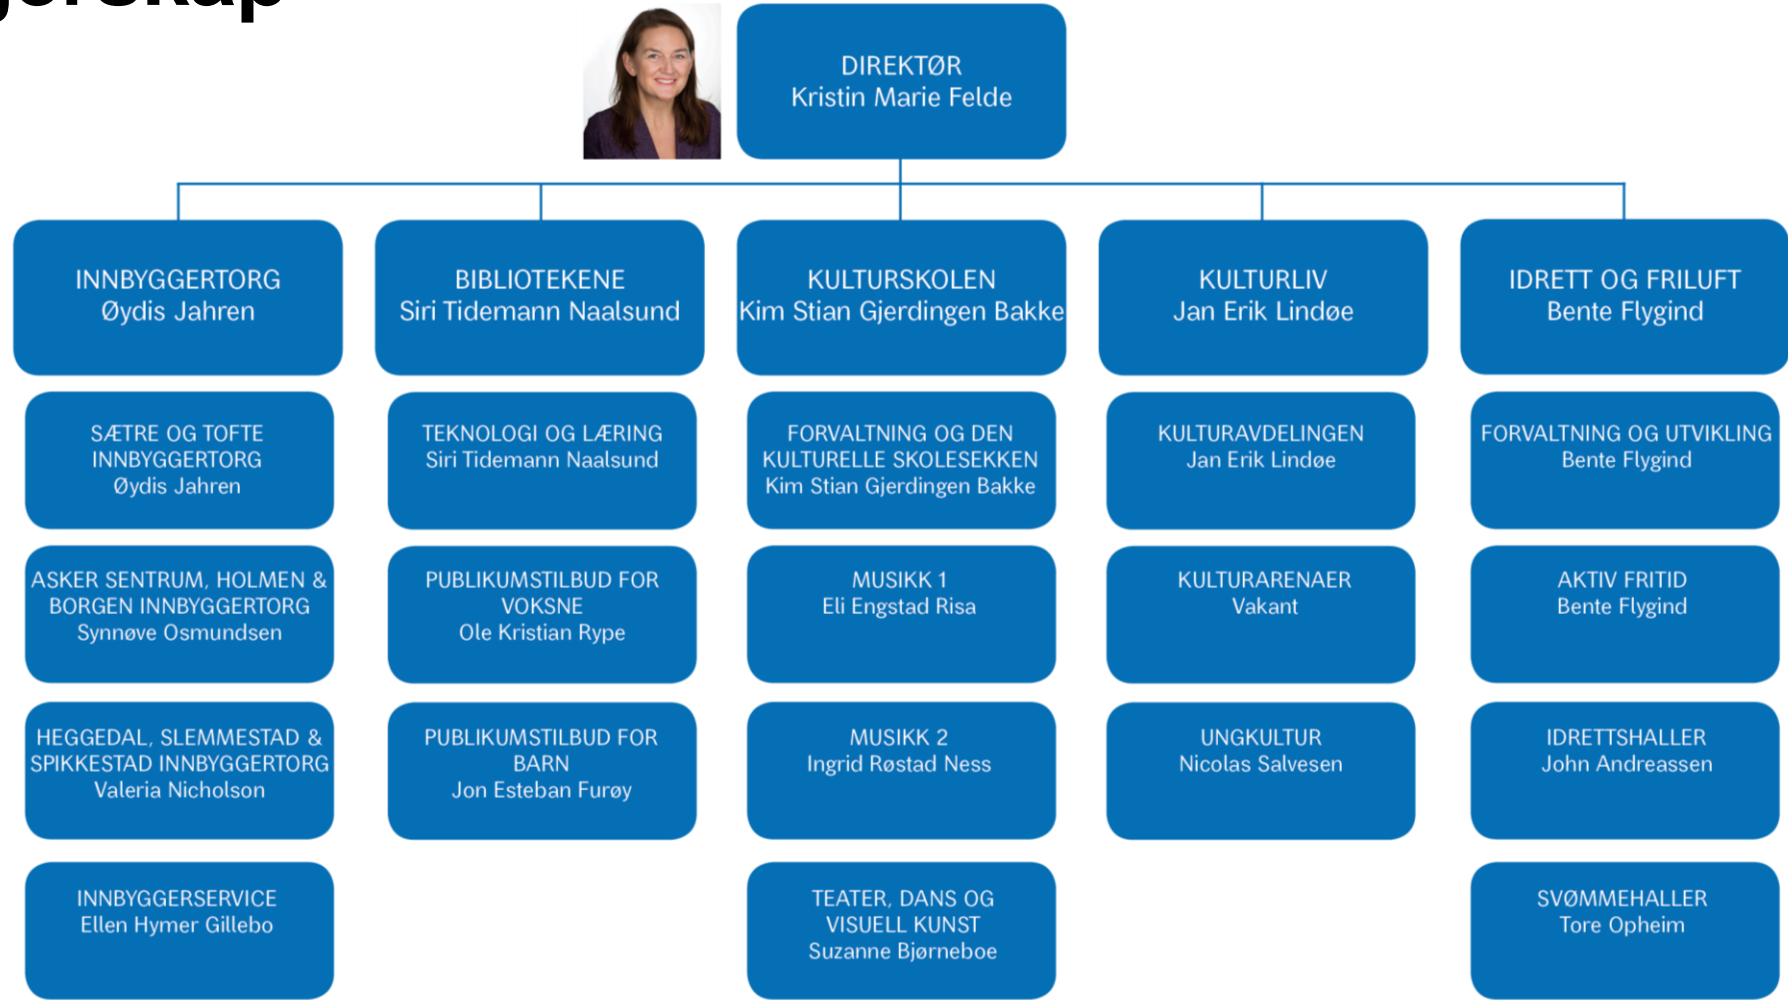 DIREKTØR
Kristin Marie Felde
INNBYGGERTORG
Øydis Jahren
BIBLIOTEKENE
Siri Tidemann Naalsund
KULTURSKOLEN
Kim Stian Gjerdingen Bakke
KULTURLIV
Jan Erik Lindøe
IDRETT OG FRILUFT
Bente Flygind
SÆTRE OG TOFTE
INNBYGGERTORG
Øydis Jahren
TEKNOLOGI OG LÆRING
Siri Tidemann Naalsund
FORVALTNING OG DEN
KULTURELLE SKOLESEKKEN
Kim Stian Gjerdingen Bakke
KULTURAVDELINGEN
Jan Erik Lindøe
FORVALTNING OG UTVIKLING
Bente Flygind
ASKER SENTRUM, HOLMEN &
BORGEN INNBYGGERTORG
Synnøve Osmundsen
PUBLIKUMSTILBUD FOR
VOKSNE
Ole Kristian Rype
MUSIKK 1
Eli Engstad Risa
KULTURARENAER
Vakant
AKTIV FRITID
Bente Flygind
HEGGEDAL, SLEMMESTAD &
SPIKKESTAD INNBYGGERTORG
Valeria Nicholson
PUBLIKUMSTILBUD FOR
BARN
Jon Esteban Furøy
MUSIKK 2
Ingrid Røstad Ness
UNGKULTUR
Nicolas Salvesen
IDRETTSHALLER
John Andreassen
INNBYGGERSERVICE
Ellen Hymer Gillebo
TEATER, DANS OG
VISUELL KUNST
Suzanne Bjørneboe
SVØMMEHALLER
Tore Opheim